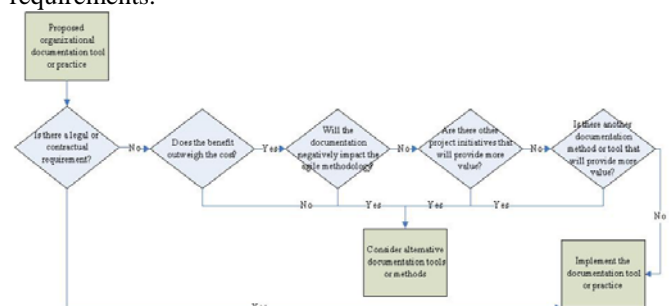 requirements.
Proposed
organizational
documentation tool
or practice
Is there a legal or
contractual
requirement?
No
Does the benefit
outweigh the cost?
Yes
Will the
documentation
negatively impact the
agile methodology?
No
Are there other
project initiatives that
will provide more
value?
No
Is there another
documentation
method or tool that
will provide more
value?
No
No
Yes
Yes
Yes
Consider alternative
documentation tools
or methods
Implement the
documentation tool
or practice
Yes